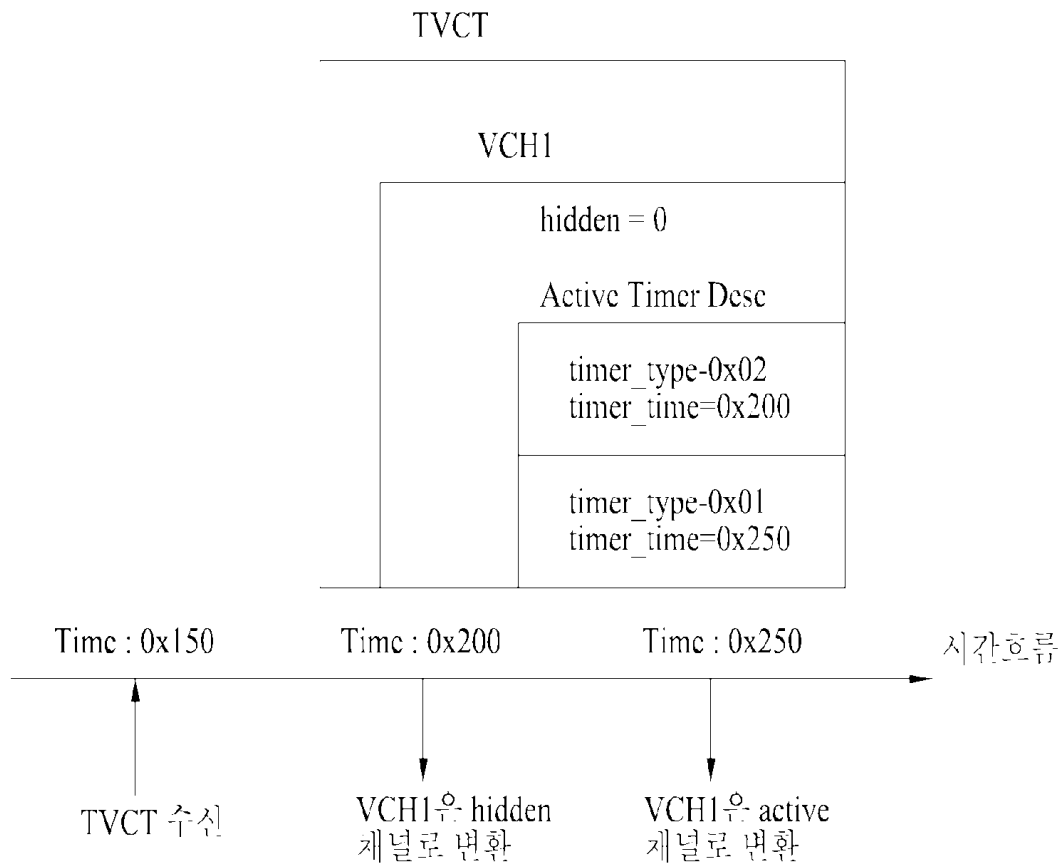 TVCT
VCH1
hidden = 0
Active Timer Desc
timer_type-0x02
timer_time=0x200
timer_type-0x01
timer_time=0x250
Time : 0x150
Time : 0x200
Time : 0x250
시간흐류
TVCT 수신
VCH1은 hidden
채널로 변환
VCH1은 active
채널로 변환